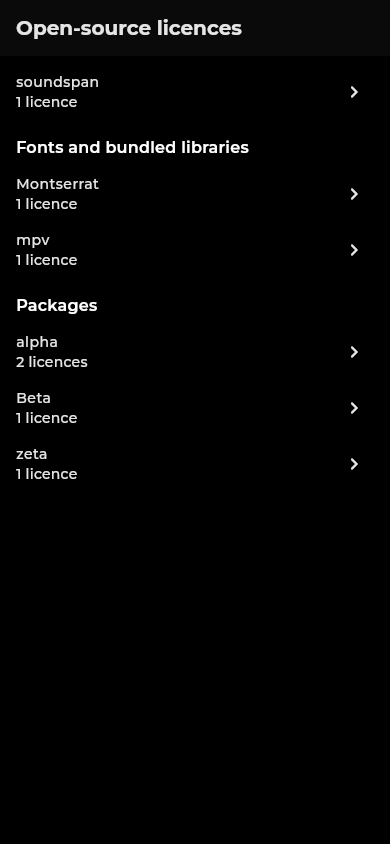 Open-source licences
soundspan
1 licence
Fonts and bundled libraries
Montserrat
1 licence
mpv
1 licence
Packages
alpha
2 licences
Beta
1 licence
zeta
1 licence